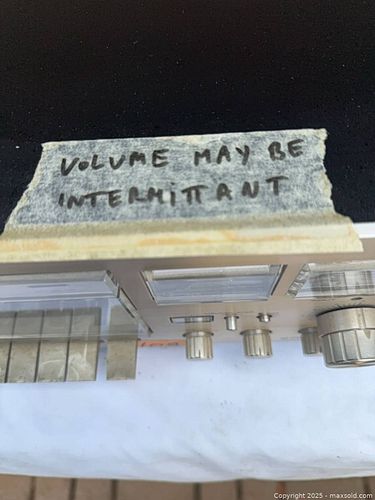 VOLUME MAY BE
INTERMITTANT
Copyright 2025 - maxsold.com